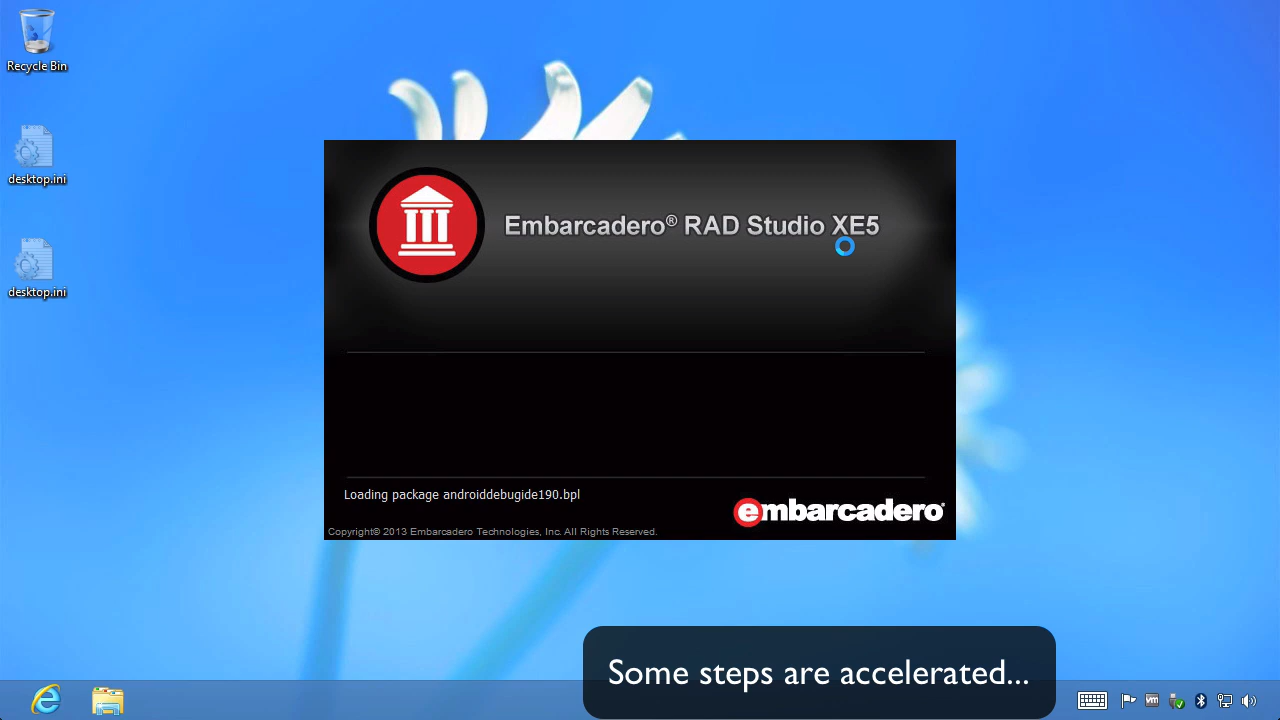 Recycle Bin
desktop.ini
desktop.ini
Embarcadero® RAD Studio XE5
Loading package androiddebugide190.bpl
embarcadero®
Copyright© 2013 Embarcadero Technologies, Inc. All Rights Reserved.
Some steps are accelerated...
vm